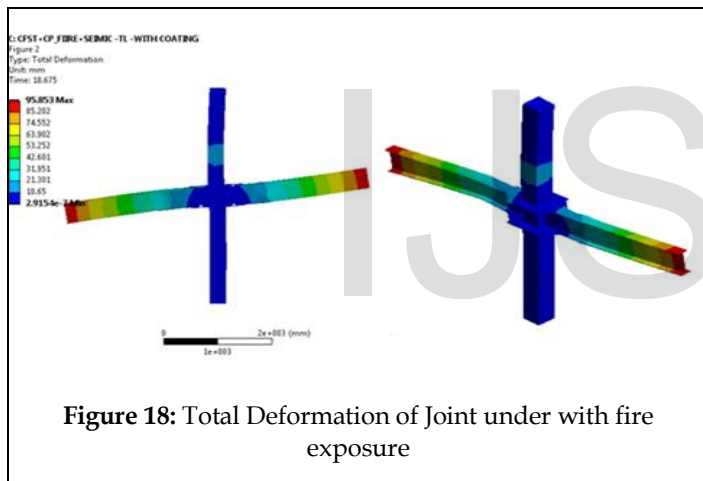 C: CFST+CP_FIRE+SEIMIC -TL -WITH COATING
Figure 2
Type: Total Deformation
Unit: mm
Time: 18.675
95.853 Max
85.202
74.552
63.902
53.252
42.601
31.951
21.301
10.65
IJS
0 2e+003 (mm)
1e+003
Figure 18: Total Deformation of Joint under with fire
exposure